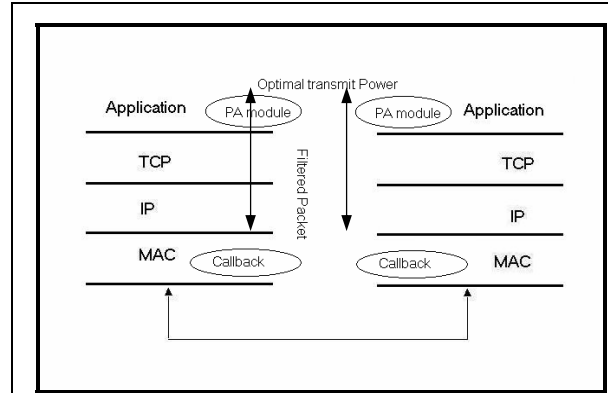 Optimal transmit Power
Application
PA module
PA module
Application
TCP
TCP
Filtered Packet
IP
IP
MAC
Callback
Callback
MAC